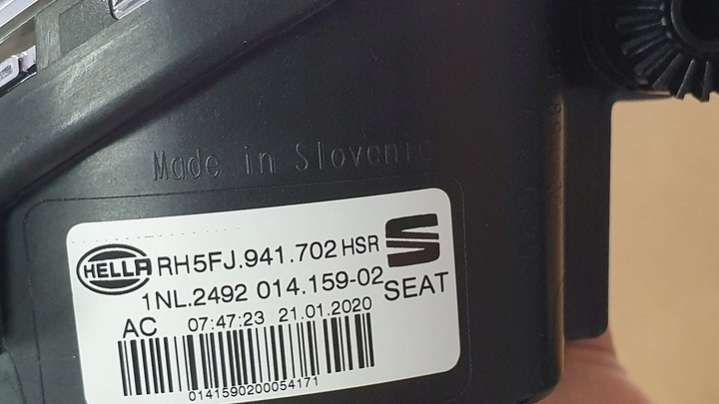 Made in Slovenia
HELLA RH5FJ.941.702 HSR
1NL.2492 014.159-02 SEAT
AC 07:47:23 21.01.2020
0141590200054171